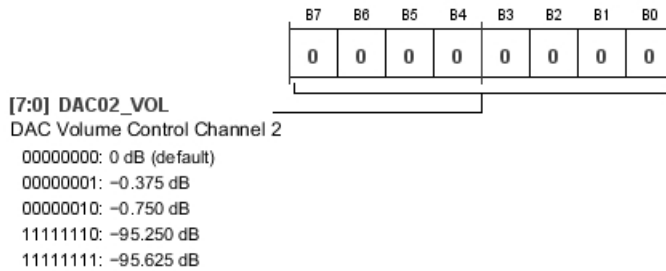 B7 B6 B5 B4 B3 B2 B1 B0
0 0 0 0 0 0 0 0
[7:0] DAC02_VOL
DAC Volume Control Channel 2
00000000: 0 dB (default)
00000001: −0.375 dB
00000010: −0.750 dB
11111110: −95.250 dB
11111111: −95.625 dB